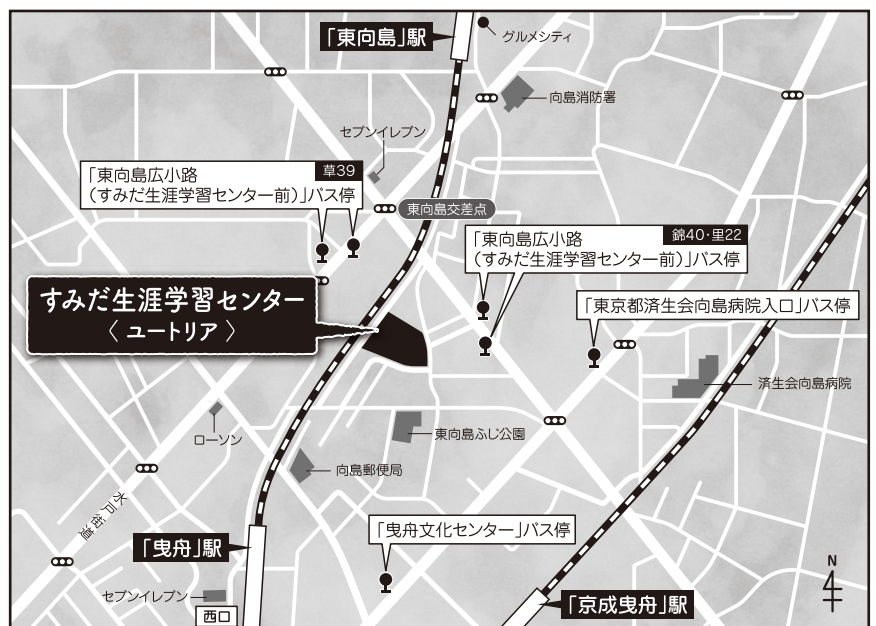 「東向島」駅
グルメシティ
向島消防署
セブンイレブン
「東向島広小路
草39
（すみだ生涯学習センター前）」バス停
東向島交差点
「東向島広小路
錦40・里22
（すみだ生涯学習センター前）」バス停
すみだ生涯学習センター
〈 ユートリア 〉
「東京都済生会向島病院入口」バス停
済生会向島病院
ローソン
東向島ふじ公園
向島郵便局
水戸街道
「曳舟文化センター」バス停
「曳舟」駅
セブンイレブン
西口
「京成曳舟」駅
N